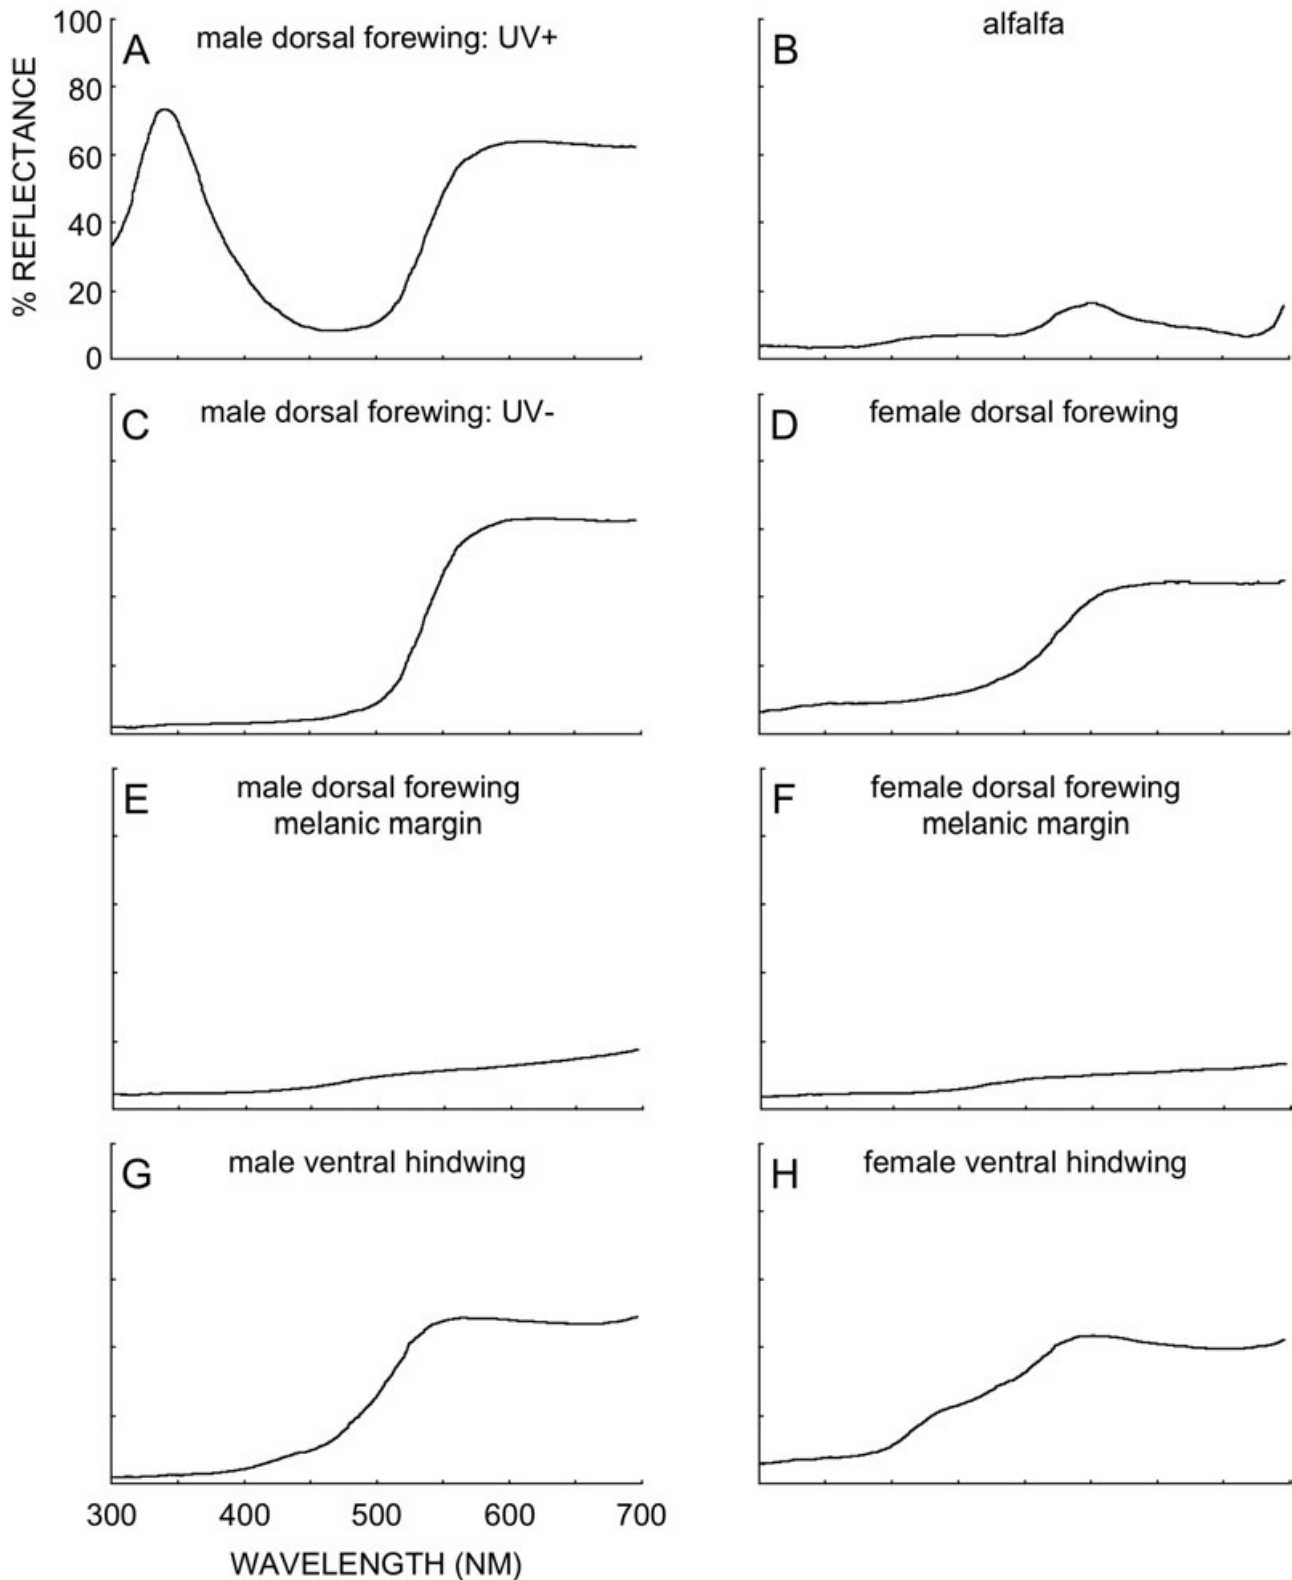 % REFLECTANCE
100
80
60
40
20
0
A
male dorsal forewing: UV+
B
alfalfa
C
male dorsal forewing: UV-
D
female dorsal forewing
E
male dorsal forewing
melanic margin
F
female dorsal forewing
melanic margin
G
male ventral hindwing
H
female ventral hindwing
300 400 500 600 700
WAVELENGTH (NM)